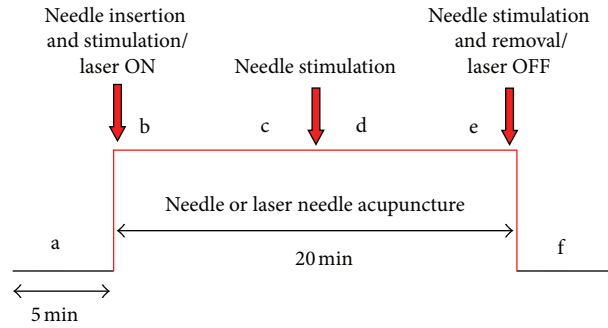 Needle insertion
and stimulation/
laser ON
Needle stimulation
Needle stimulation
and removal/
laser OFF
b
c
d
e
Needle or laser needle acupuncture
a
20 min
f
5 min